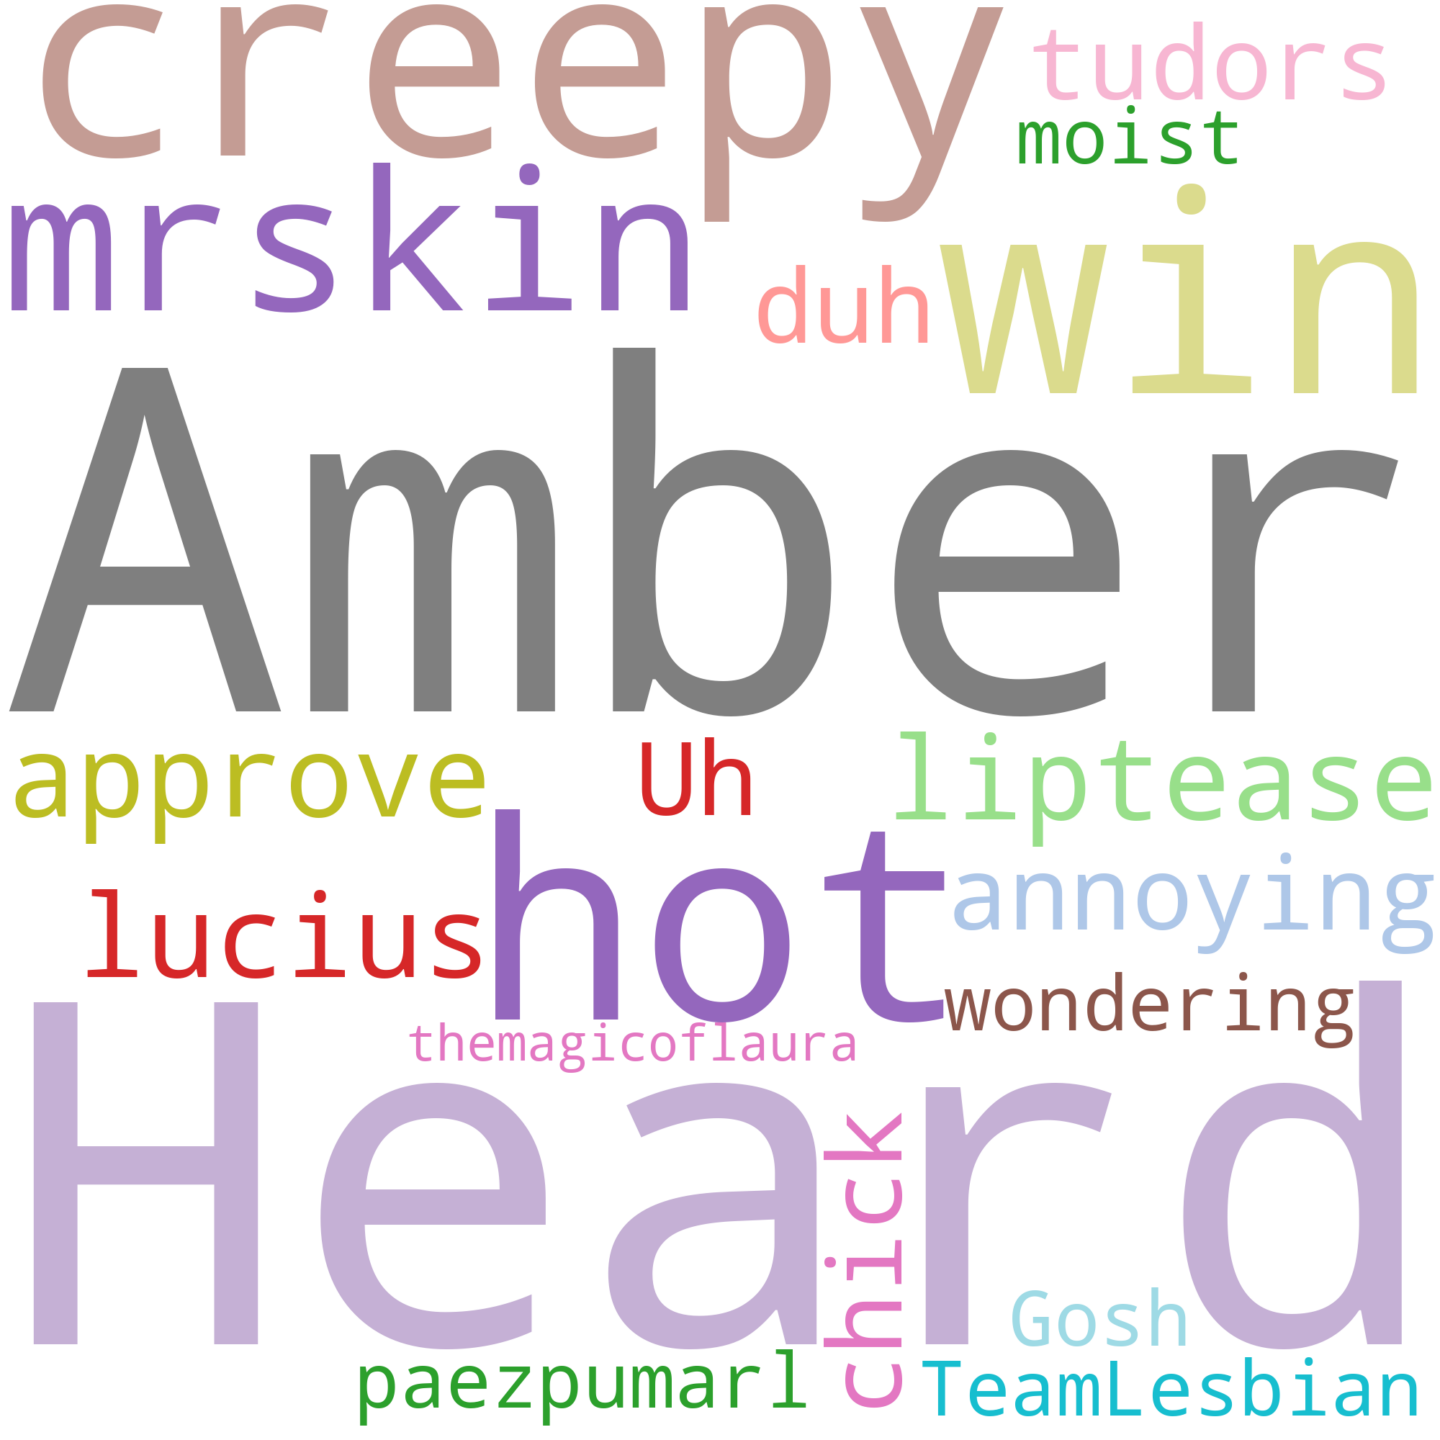 creepy
tudors
moist
mrskin
duh
win
Amber
approve
Uh
liptease
hot
annoying
lucius
wondering
themagicoflaura
Heard
chick
Gosh
paezpumarl
TeamLesbian